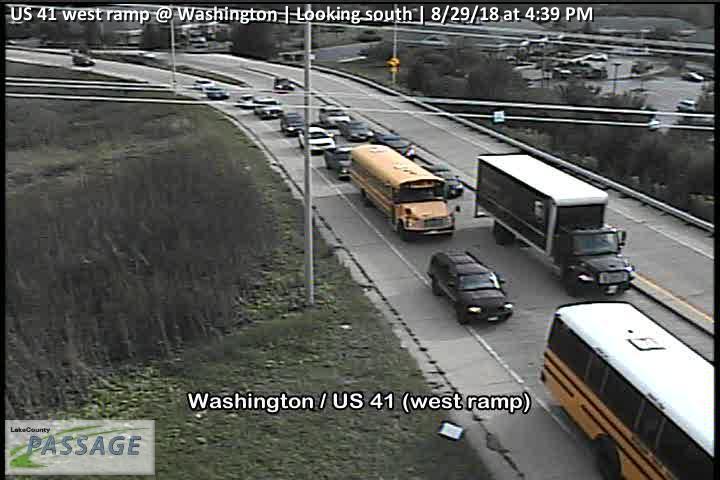 US 41 west ramp @ Washington | Looking south | 8/29/18 at 4:39 PM
Washington / US 41 (west ramp)
LakeCounty
PASSAGE